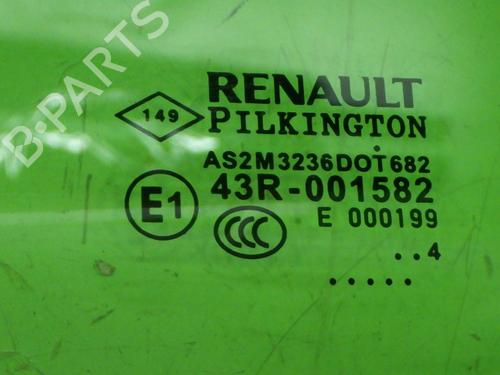 B-PARTS
RENAULT
149 PILKINGTON
AS2M3236DOT682
E1 43R-001582
E 000199
CCC
..4
.....